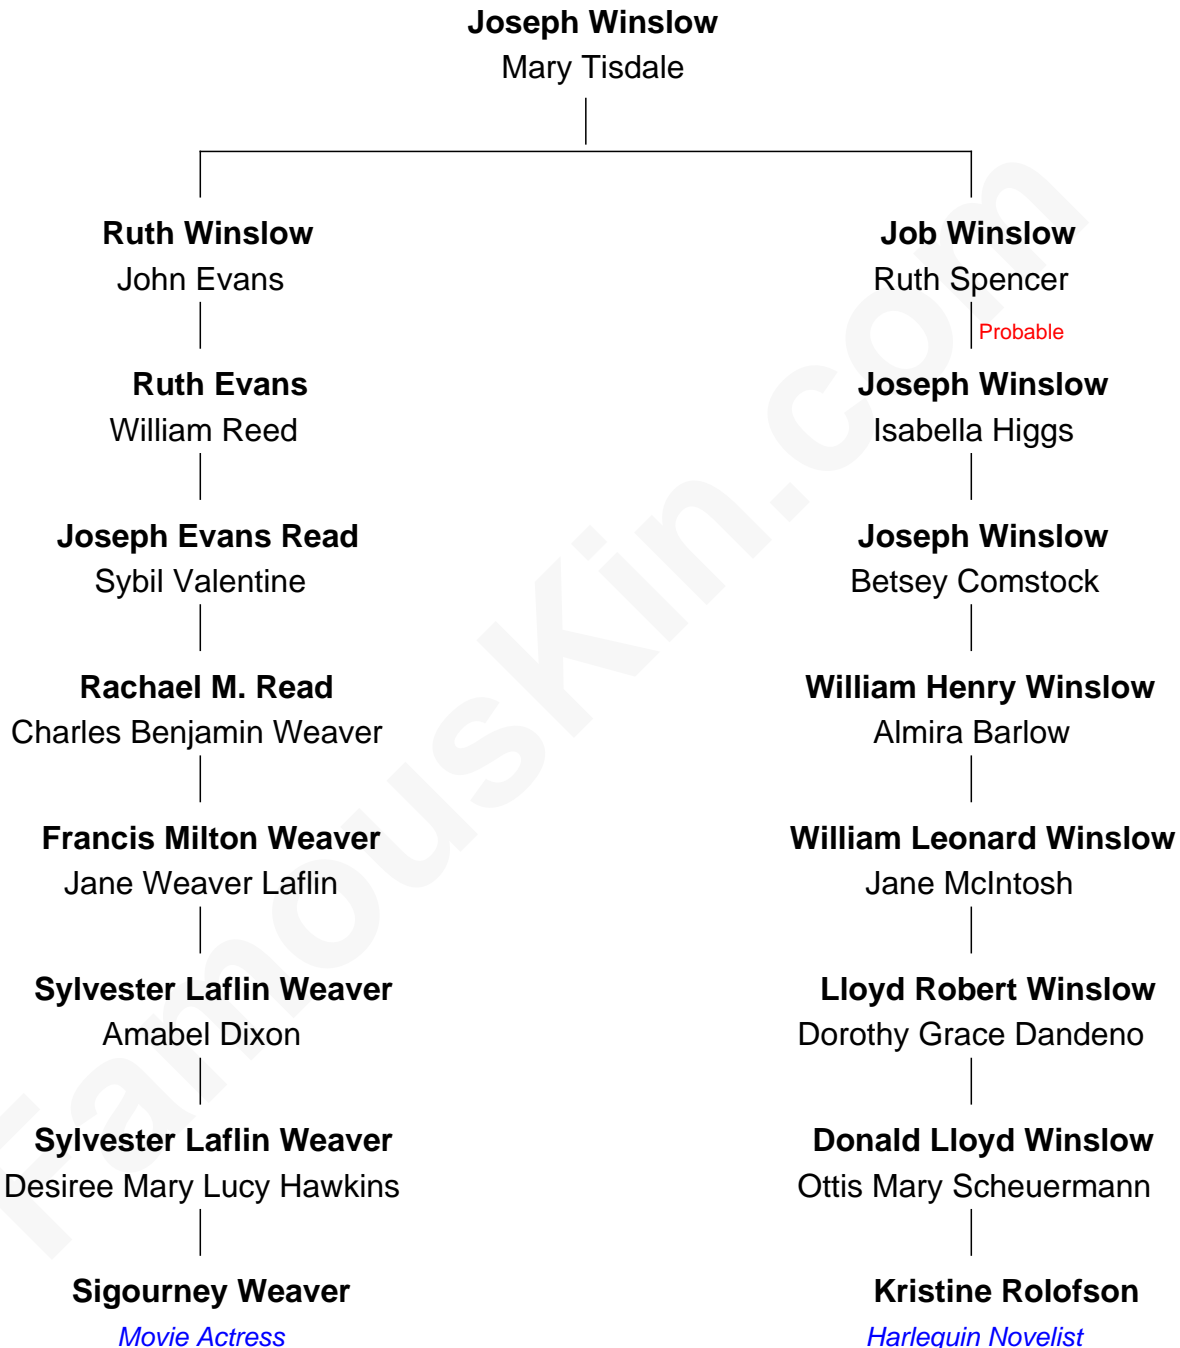 Joseph Winslow
Mary Tisdale
Ruth Winslow
John Evans
Ruth Evans
William Reed
Joseph Evans Read
Sybil Valentine
Rachael M. Read
Charles Benjamin Weaver
Francis Milton Weaver
Jane Weaver Laflin
Sylvester Laflin Weaver
Amabel Dixon
Sylvester Laflin Weaver
Desiree Mary Lucy Hawkins
Sigourney Weaver
Movie Actress
Job Winslow
Ruth Spencer
Probable
Joseph Winslow
Isabella Higgs
Joseph Winslow
Betsey Comstock
William Henry Winslow
Almira Barlow
William Leonard Winslow
Jane McIntosh
Lloyd Robert Winslow
Dorothy Grace Dandeno
Donald Lloyd Winslow
Ottis Mary Scheuermann
Kristine Rolofson
Harlequin Novelist
FamousKin.com